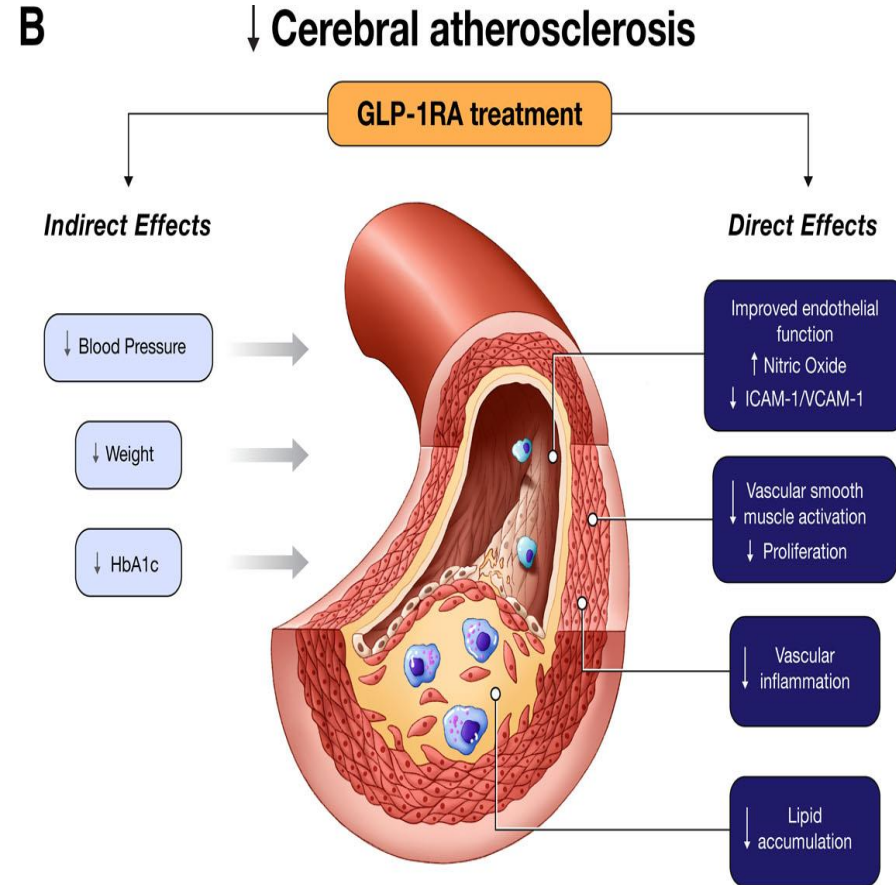 B
↓ Cerebral atherosclerosis
GLP-1RA treatment
Indirect Effects
↓ Blood Pressure
↓ Weight
↓ HbA1c
Direct Effects
Improved endothelial
function
↑ Nitric Oxide
↓ ICAM-1/VCAM-1
↓ Vascular smooth
muscle activation
↓ Proliferation
↓ Vascular
inflammation
↓ Lipid
accumulation